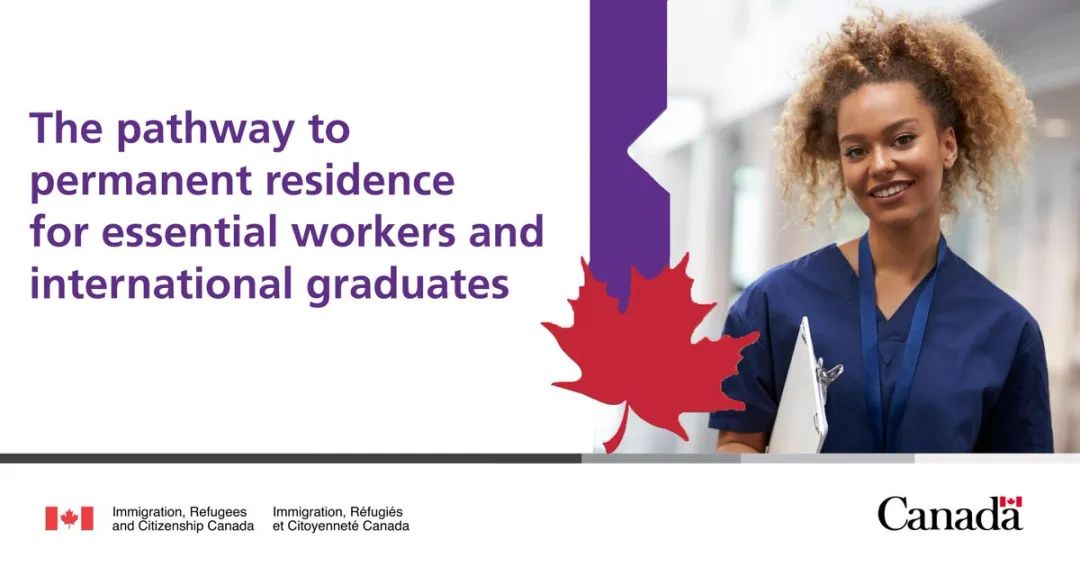 The pathway to
permanent residence
for essential workers and
international graduates
Immigration, Refugees
and Citizenship Canada
Immigration, Réfugiés
et Citoyenneté Canada
Canada